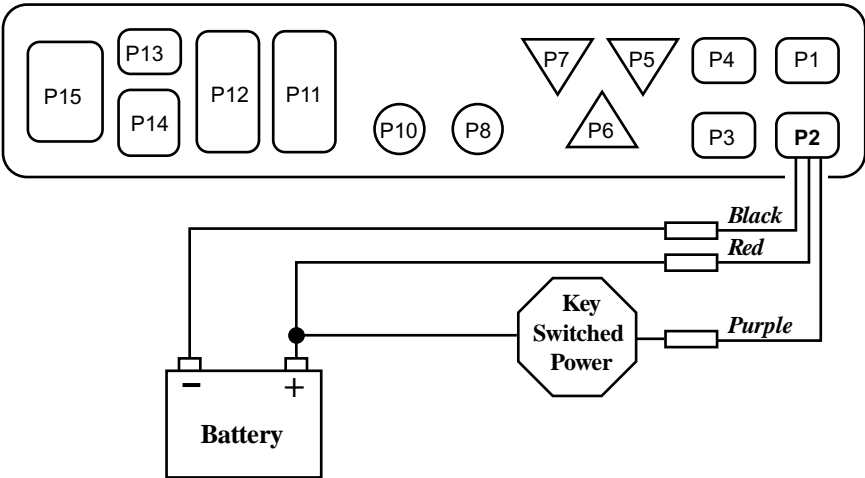 P15
P13
P14
P12
P11
P10
P8
P7
P5
P6
P4
P1
P3
P2
Black
Red
Purple
Key
Switched
Power
− +
Battery